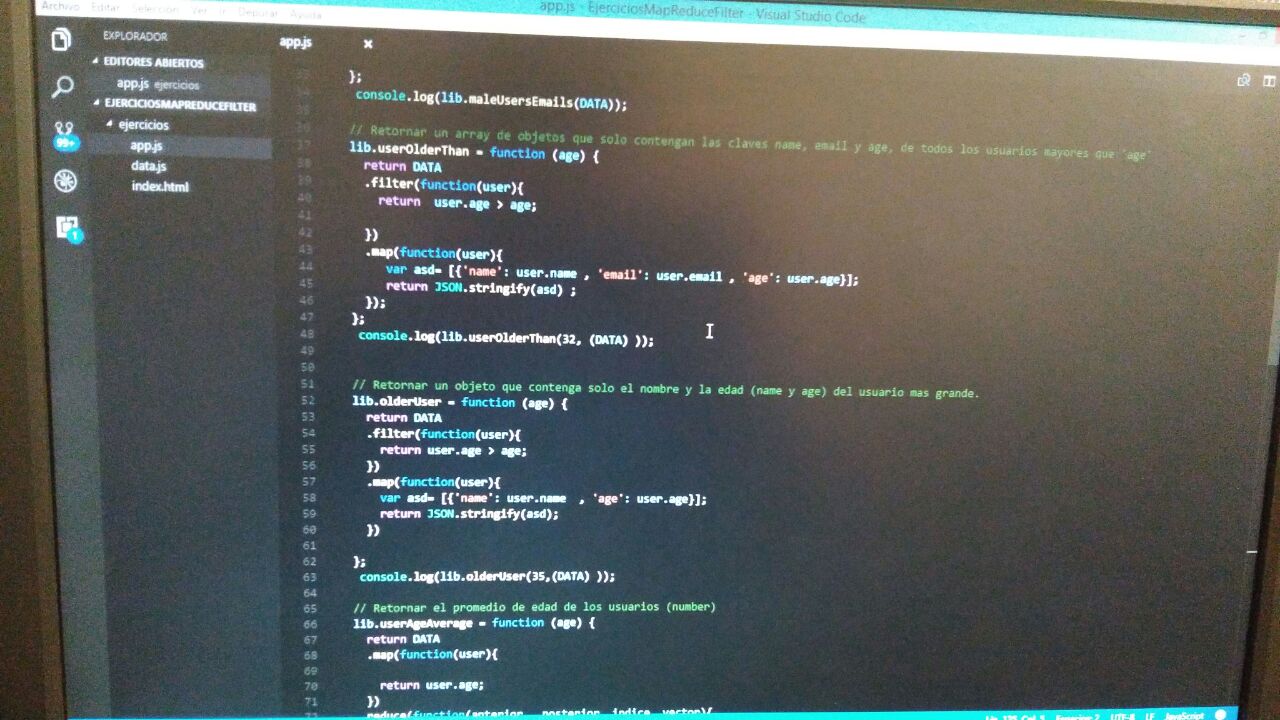 Archivo Editar Selección Ver Ir Depurar Ayuda
app.js - EjerciciosMapReduceFilter - Visual Studio Code
EXPLORADOR
EDITORES ABIERTOS
app.js ejercicios
EJERCICIOSMAPREDUCEFILTER
ejercicios
app.js
data.js
index.html
99+
1
app.js ×
33 };
34 console.log(lib.maleUsersEmails(DATA));
35
36 // Retornar un array de objetos que solo contengan las claves name, email y age, de todos los usuarios mayores que 'age'
37 lib.userOlderThan = function (age) {
38 return DATA
39 .filter(function(user){
40 return  user.age > age;
41
42 })
43 .map(function(user){
44 var asd= [{'name': user.name , 'email': user.email , 'age': user.age}];
45 return JSON.stringify(asd) ;
46 });
47 };
48 console.log(lib.userOlderThan(32, (DATA) ));
49
50
51 // Retornar un objeto que contenga solo el nombre y la edad (name y age) del usuario mas grande.
52 lib.olderUser = function (age) {
53 return DATA
54 .filter(function(user){
55 return user.age > age;
56 })
57 .map(function(user){
58 var asd= [{'name': user.name  , 'age': user.age}];
59 return JSON.stringify(asd);
60 })
61
62 };
63 console.log(lib.olderUser(35,(DATA) ));
64
65 // Retornar el promedio de edad de los usuarios (number)
66 lib.userAgeAverage = function (age) {
67 return DATA
68 .map(function(user){
69
70 return user.age;
71 })
72 reduce(function(anterior, posterior, indice, vector){
UTF-8 LF JavaScript